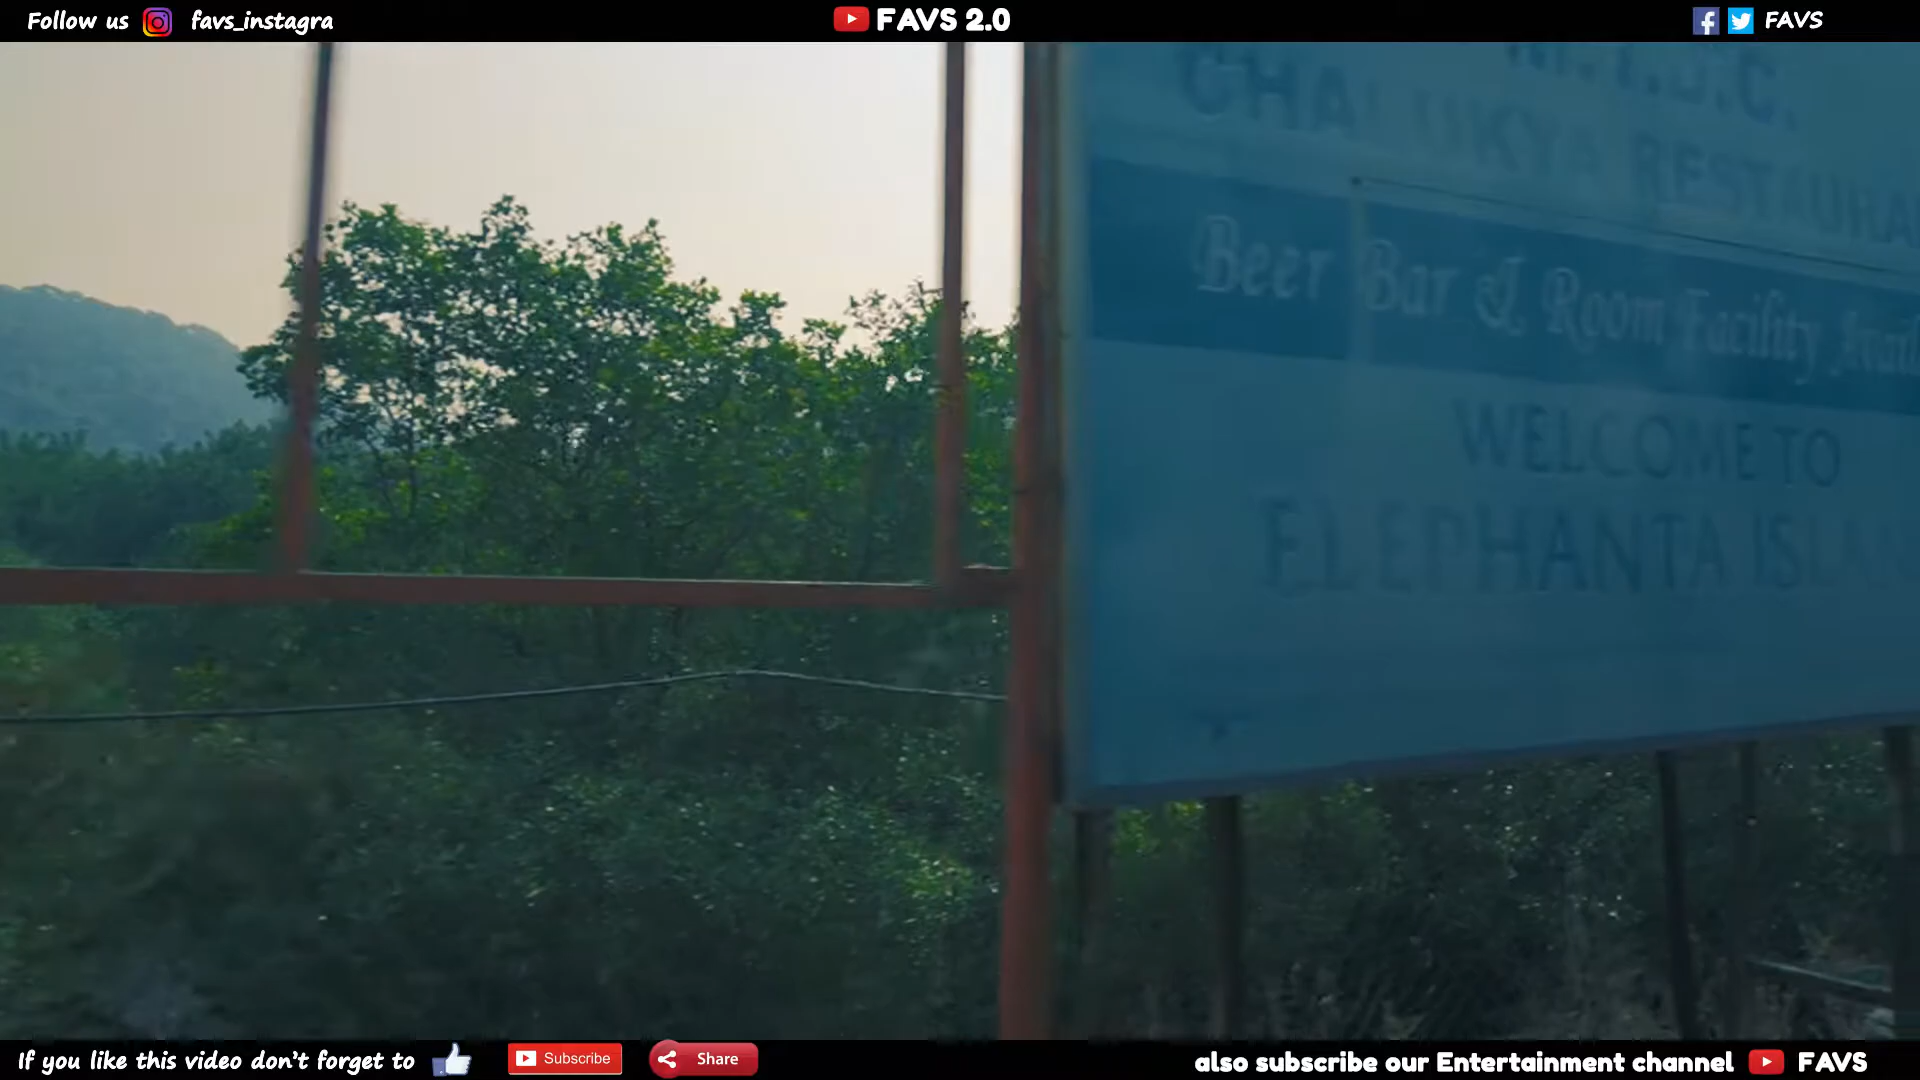 Follow us favs_instagra
FAVS 2.0
FAVS
CHALUKYA
Beer Bar & Room Facility
WELCOME TO
ELEPHANTA
If you like this video don't forget to
Subscribe
Share
also subscribe our Entertainment channel
FAVS